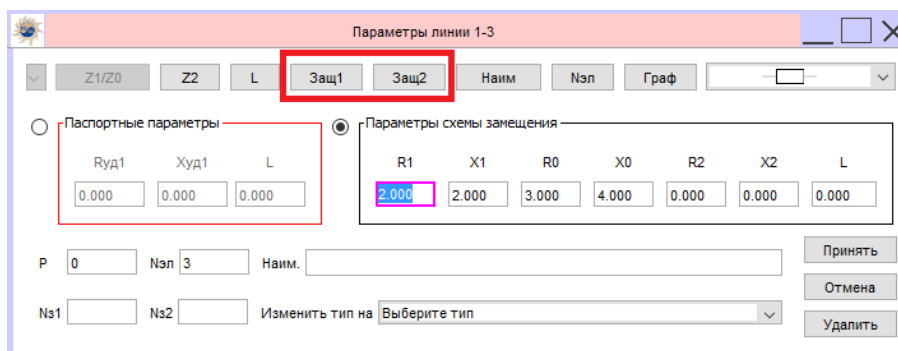 Параметры линии 1-3
Z1/Z0 Z2 L Защ1 Защ2 Наим Nэл Граф
Паспортные параметры Параметры схемы замещения
Rуд1 Xуд1 L R1 X1 R0 X0 R2 X2 L
0.000 0.000 0.000 2.000 2.000 3.000 4.000 0.000 0.000 0.000
P 0 Nэл 3 Наим. Принять
Отмена
Nз1 Nз2 Изменить тип на Выберите тип
Удалить